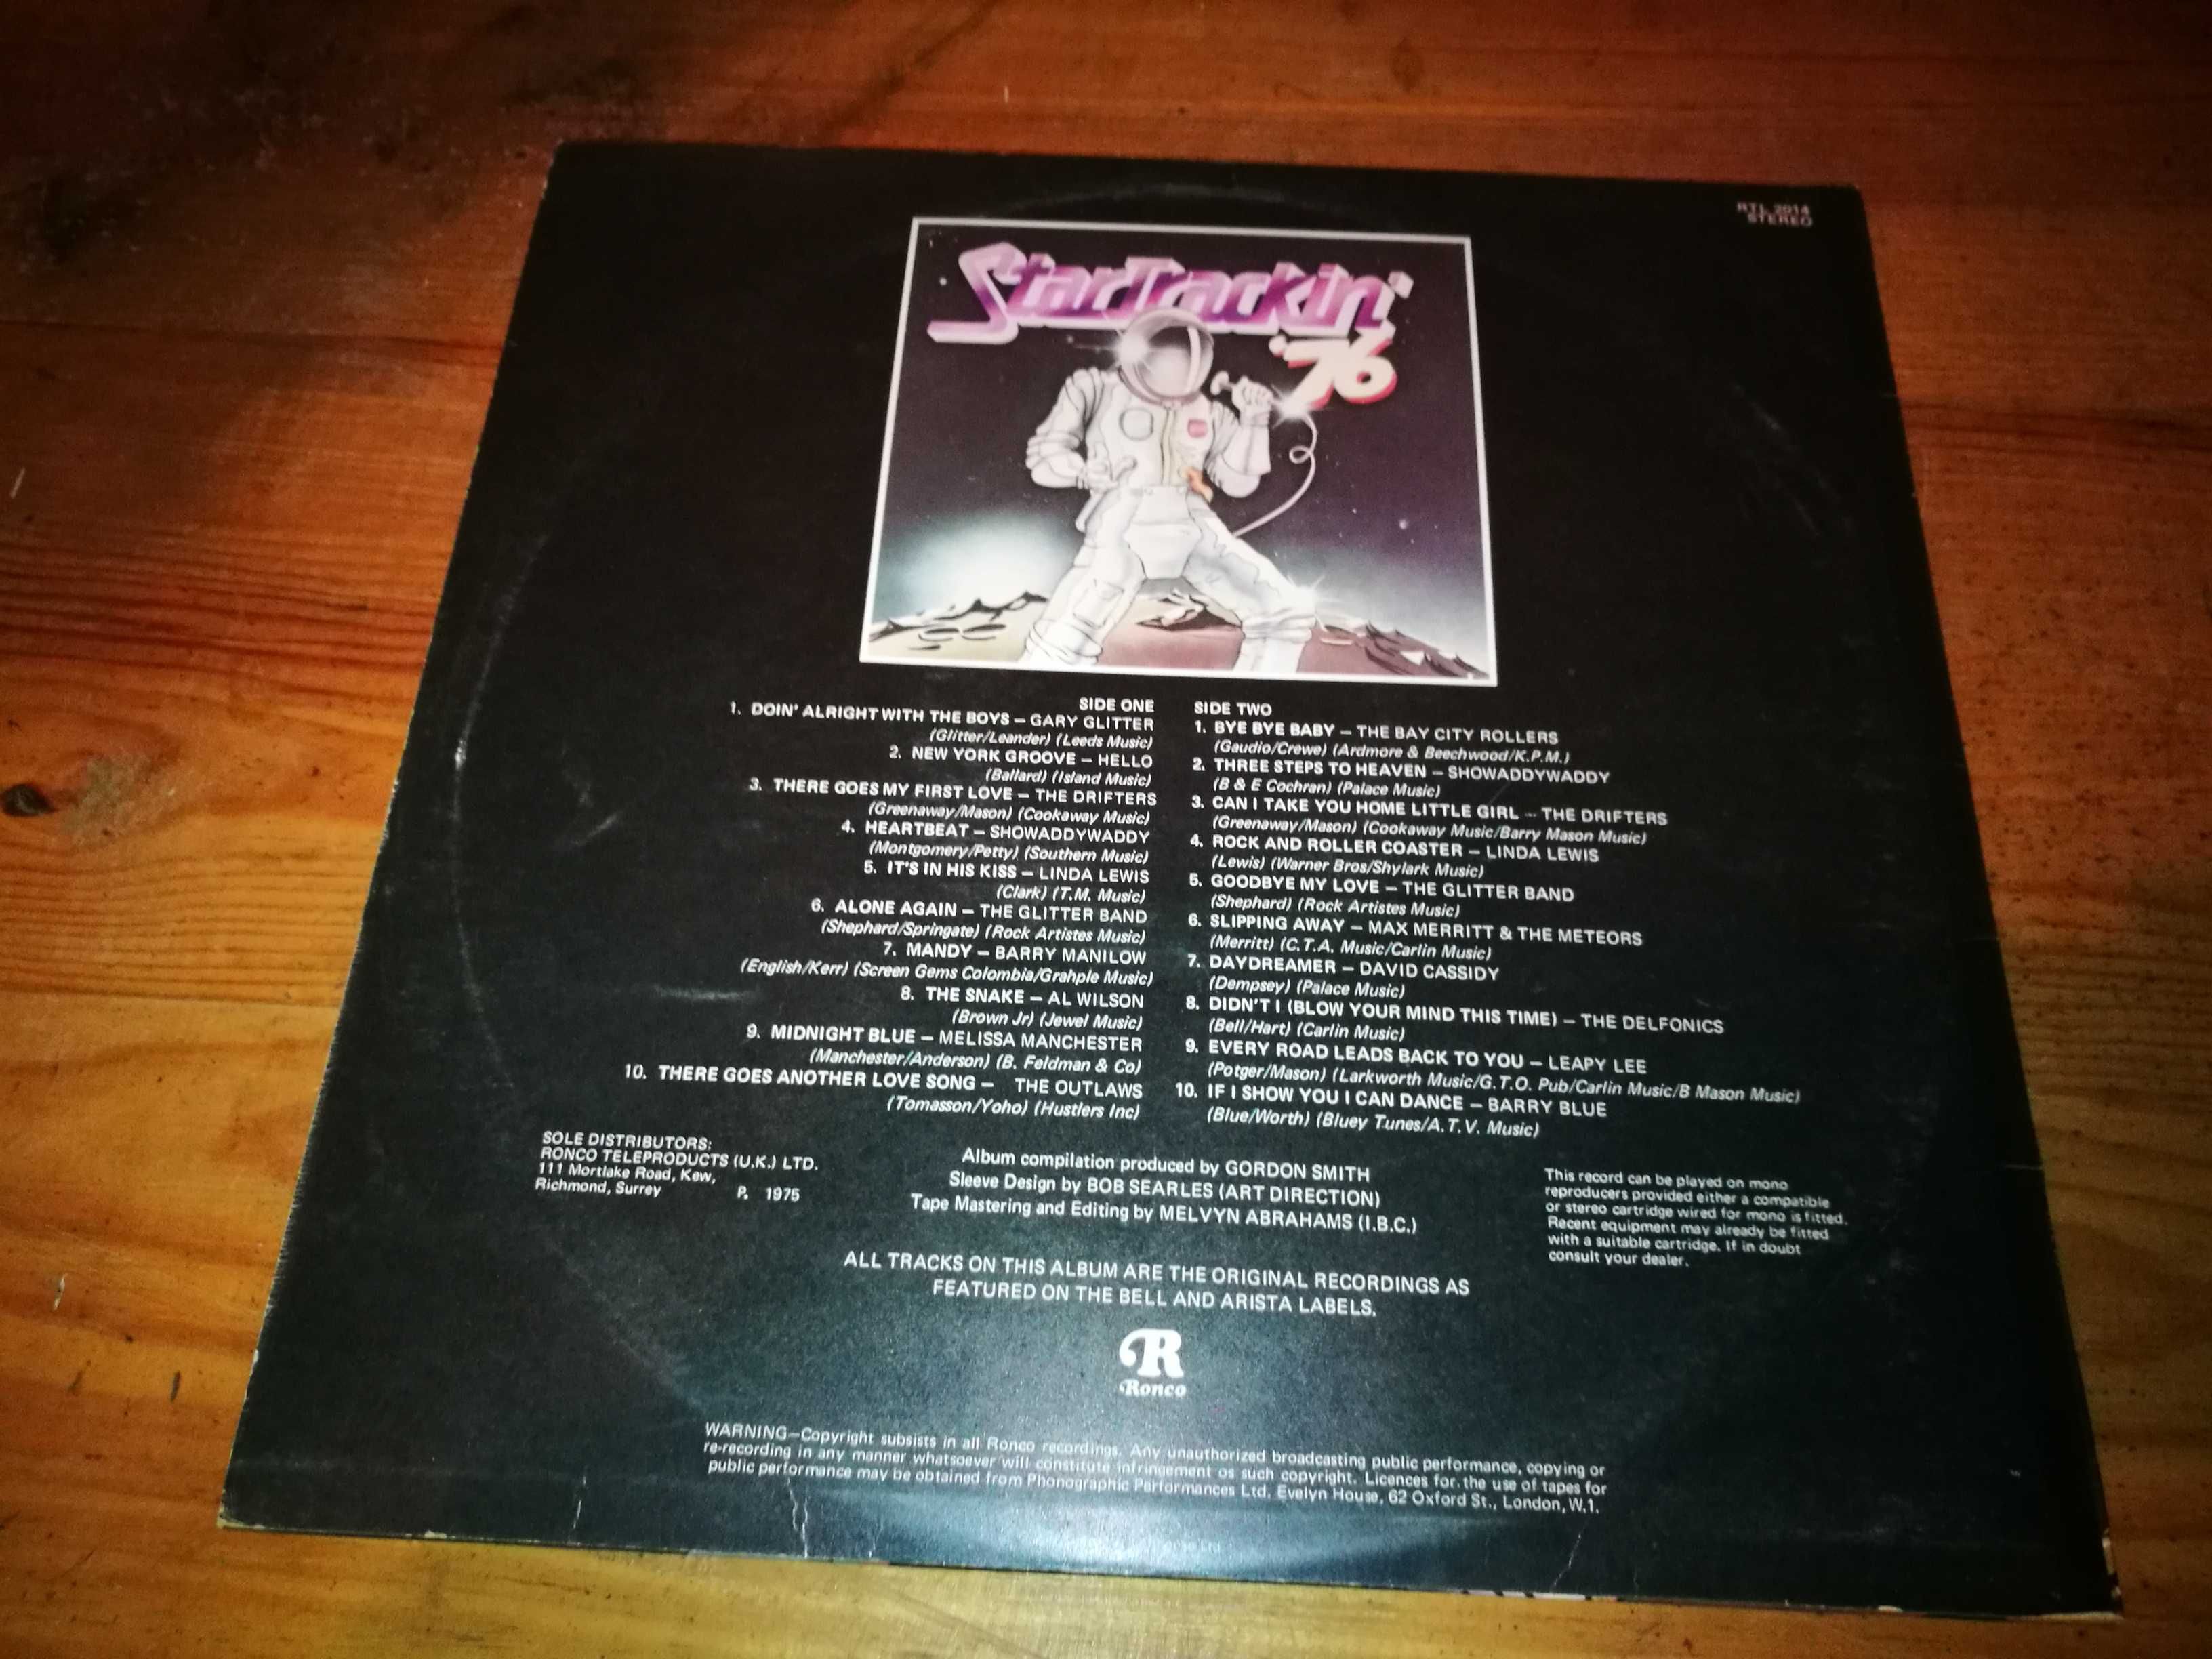 RTL 2014
STEREO
StarTrackin'
'76
SIDE ONE
1. DOIN' ALRIGHT WITH THE BOYS – GARY GLITTER
(Glitter/Leander) (Leeds Music)
2. NEW YORK GROOVE – HELLO
(Ballard) (Island Music)
3. THERE GOES MY FIRST LOVE – THE DRIFTERS
(Greenaway/Mason) (Cookaway Music)
4. HEARTBEAT – SHOWADDYWADDY
(Montgomery/Petty) (Southern Music)
5. IT'S IN HIS KISS – LINDA LEWIS
(Clark) (T.M. Music)
6. ALONE AGAIN – THE GLITTER BAND
(Shephard/Springate) (Rock Artistes Music)
7. MANDY – BARRY MANILOW
(English/Kerr) (Screen Gems Colombia/Grahple Music)
8. THE SNAKE – AL WILSON
(Brown Jr) (Jewel Music)
9. MIDNIGHT BLUE – MELISSA MANCHESTER
(Manchester/Anderson) (B. Feldman & Co)
10. THERE GOES ANOTHER LOVE SONG – THE OUTLAWS
(Tomasson/Yoho) (Hustlers Inc)
SIDE TWO
1. BYE BYE BABY – THE BAY CITY ROLLERS
(Gaudio/Crewe) (Ardmore & Beechwood/K.P.M.)
2. THREE STEPS TO HEAVEN – SHOWADDYWADDY
(B & E Cochran) (Palace Music)
3. CAN I TAKE YOU HOME LITTLE GIRL – THE DRIFTERS
(Greenaway/Mason) (Cookaway Music/Barry Mason Music)
4. ROCK AND ROLLER COASTER – LINDA LEWIS
(Lewis) (Warner Bros/Shylark Music)
5. GOODBYE MY LOVE – THE GLITTER BAND
(Shephard) (Rock Artistes Music)
6. SLIPPING AWAY – MAX MERRITT & THE METEORS
(Merritt) (C.T.A. Music/Carlin Music)
7. DAYDREAMER – DAVID CASSIDY
(Dempsey) (Palace Music)
8. DIDN'T I (BLOW YOUR MIND THIS TIME) – THE DELFONICS
(Bell/Hart) (Carlin Music)
9. EVERY ROAD LEADS BACK TO YOU – LEAPY LEE
(Potger/Mason) (Larkworth Music/G.T.O. Pub/Carlin Music/B Mason Music)
10. IF I SHOW YOU I CAN DANCE – BARRY BLUE
(Blue/Worth) (Bluey Tunes/A.T.V. Music)
SOLE DISTRIBUTORS:
RONCO TELEPRODUCTS (U.K.) LTD.
111 Mortlake Road, Kew,
Richmond, Surrey P. 1975
Album compilation produced by GORDON SMITH
Sleeve Design by BOB SEARLES (ART DIRECTION)
Tape Mastering and Editing by MELVYN ABRAHAMS (I.B.C.)
This record can be played on mono
reproducers provided either a compatible
or stereo cartridge wired for mono is fitted.
Recent equipment may already be fitted
with a suitable cartridge. If in doubt
consult your dealer.
ALL TRACKS ON THIS ALBUM ARE THE ORIGINAL RECORDINGS AS
FEATURED ON THE BELL AND ARISTA LABELS.
R
Ronco
WARNING–Copyright subsists in all Ronco recordings. Any unauthorized broadcasting public performance, copying or
re-recording in any manner whatsoever will constitute infringement os such copyright. Licences for the use of tapes for
public performance may be obtained from Phonographic Performances Ltd. Evelyn House, 62 Oxford St., London, W.1.